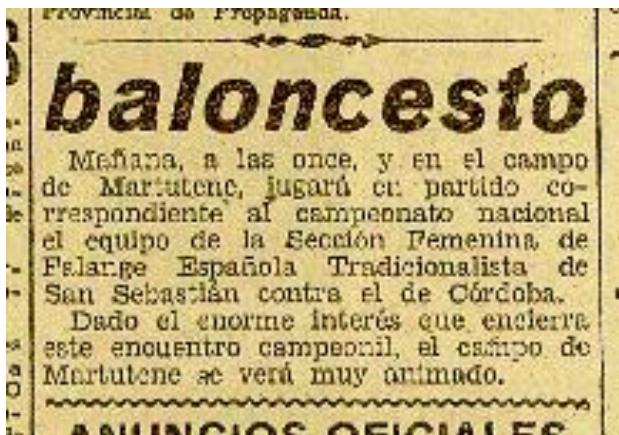 Provincial de Propaganda.
baloncesto
Mañana, a las once, y en el campo
de Martutene, jugará en partido co-
rrespondiente al campeonato nacional
el equipo de la Sección Femenina de
Falange Española Tradicionalista de
San Sebastián contra el de Córdoba.
Dado el enorme interés que encierra
este encuentro campeonil, el campo de
Martutene se verá muy animado.
ANUNCIOS OFICIALES